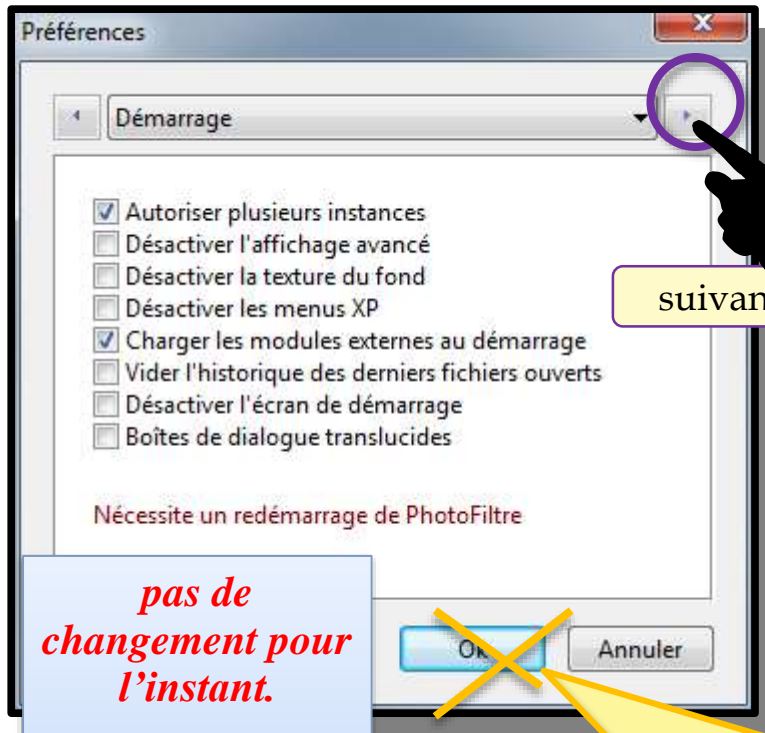 Préférences
Démarrage
Autoriser plusieurs instances
Désactiver l'affichage avancé
Désactiver la texture du fond
Désactiver les menus XP
suivan
Charger les modules externes au démarrage
Vider l'historique des derniers fichiers ouverts
Désactiver l'écran de démarrage
Boîtes de dialogue translucides
Nécessite un redémarrage de PhotoFiltre
pas de
changement pour
l'instant.
Ok
Annuler